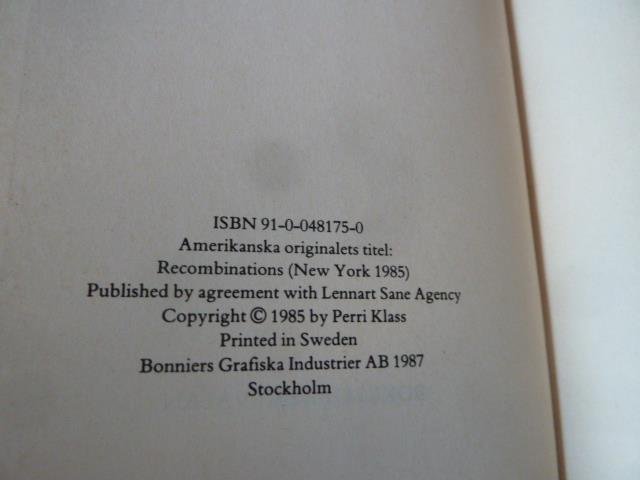 ISBN 91-0-048175-0
Amerikanska originalets titel:
Recombinations (New York 1985)
Published by agreement with Lennart Sane Agency
Copyright © 1985 by Perri Klass
Printed in Sweden
Bonniers Grafiska Industrier AB 1987
Stockholm